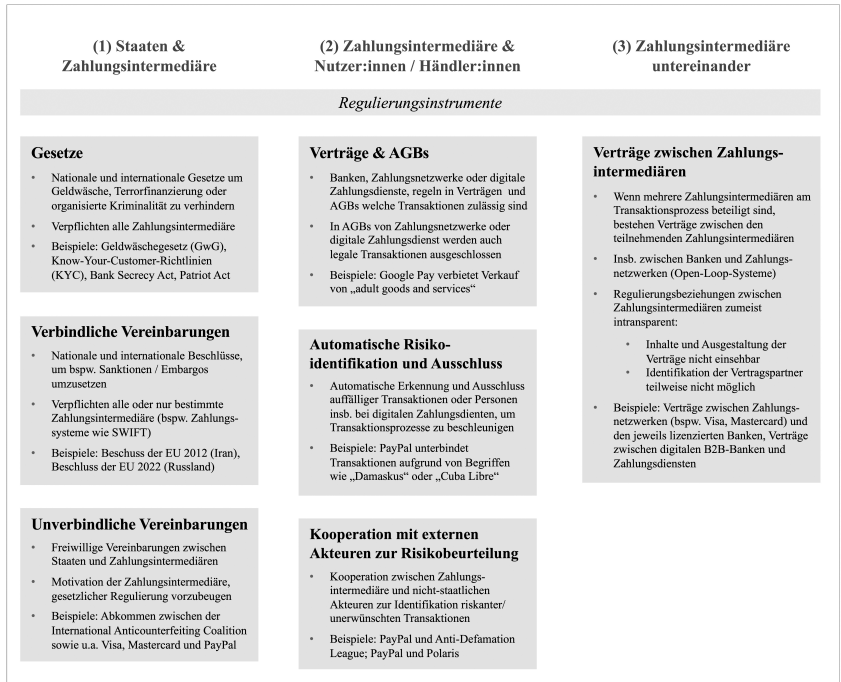 (1) Staaten &
Zahlungsintermediäre
(2) Zahlungsintermediäre &
Nutzer:innen / Händler:innen
(3) Zahlungsintermediäre
untereinander
Regulierungsinstrumente
Gesetze
• Nationale und internationale Gesetze um
Geldwäsche, Terrorfinanzierung oder
organisierte Kriminalität zu verhindern
• Verpflichten alle Zahlungsintermediäre
• Beispiele: Geldwäschegesetz (GwG),
Know-Your-Customer-Richtlinien
(KYC), Bank Secrecy Act, Patriot Act
Verbindliche Vereinbarungen
• Nationale und internationale Beschlüsse,
um bspw. Sanktionen / Embargos
umzusetzen
• Verpflichten alle oder nur bestimmte
Zahlungsintermediäre (bspw. Zahlungs-
systeme wie SWIFT)
• Beispiele: Beschuss der EU 2012 (Iran),
Beschluss der EU 2022 (Russland)
Unverbindliche Vereinbarungen
• Freiwillige Vereinbarungen zwischen
Staaten und Zahlungsintermediären
• Motivation der Zahlungsintermediäre,
gesetzlicher Regulierung vorzubeugen
• Beispiele: Abkommen zwischen der
International Anticounterfeiting Coalition
sowie u.a. Visa, Mastercard und PayPal
Verträge & AGBs
• Banken, Zahlungsnetzwerke oder digitale
Zahlungsdienste, regeln in Verträgen und
AGBs welche Transaktionen zulässig sind
• In AGBs von Zahlungsnetzwerke oder
digitale Zahlungsdienst werden auch
legale Transaktionen ausgeschlossen
• Beispiele: Google Pay verbietet Verkauf
von „adult goods and services“
Automatische Risiko-
identifikation und Ausschluss
• Automatische Erkennung und Ausschluss
auffälliger Transaktionen oder Personen
insb. bei digitalen Zahlungsdienten, um
Transaktionsprozesse zu beschleunigen
• Beispiele: PayPal unterbindet
Transaktionen aufgrund von Begriffen
wie „Damaskus“ oder „Cuba Libre“
Kooperation mit externen
Akteuren zur Risikobeurteilung
• Kooperation zwischen Zahlungs-
intermediäre und nicht-staatlichen
Akteuren zur Identifikation riskanter/
unerwünschten Transaktionen
• Beispiele: PayPal und Anti-Defamation
League; PayPal und Polaris
Verträge zwischen Zahlungs-
intermediären
• Wenn mehrere Zahlungsintermediären am
Transaktionsprozess beteiligt sind,
bestehen Verträge zwischen den
teilnehmenden Zahlungsintermediären
• Insb. zwischen Banken und Zahlungs-
netzwerken (Open-Loop-Systeme)
• Regulierungsbeziehungen zwischen
Zahlungsintermediären zumeist
intransparent:
• Inhalte und Ausgestaltung der
Verträge nicht einsehbar
• Identifikation der Vertragspartner
teilweise nicht möglich
• Beispiele: Verträge zwischen Zahlungs-
netzwerken (bspw. Visa, Mastercard) und
den jeweils lizenzierten Banken, Verträge
zwischen digitalen B2B-Banken und
Zahlungsdiensten